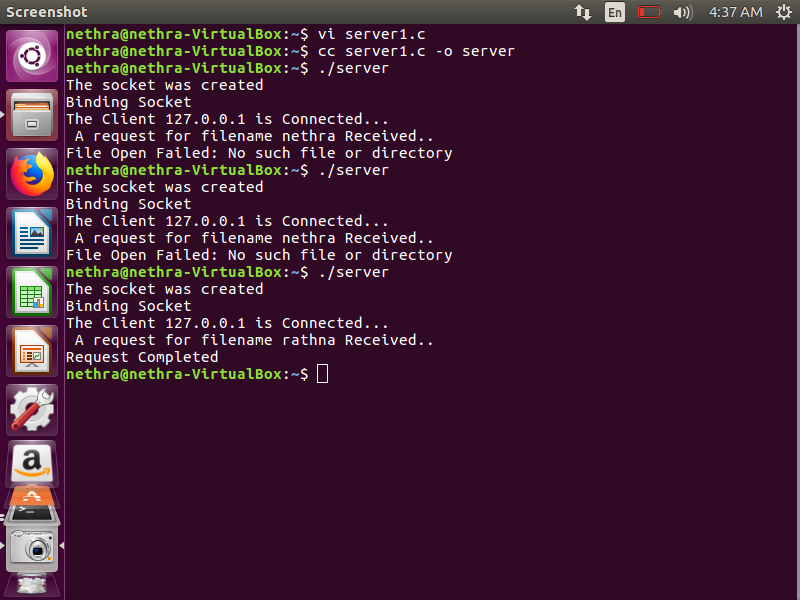 Screenshot
En
4:37 AM
nethra@nethra-VirtualBox:~$ vi server1.c
nethra@nethra-VirtualBox:~$ cc server1.c -o server
nethra@nethra-VirtualBox:~$ ./server
The socket was created
Binding Socket
The Client 127.0.0.1 is Connected...
 A request for filename nethra Received..
File Open Failed: No such file or directory
nethra@nethra-VirtualBox:~$ ./server
The socket was created
Binding Socket
The Client 127.0.0.1 is Connected...
 A request for filename nethra Received..
File Open Failed: No such file or directory
nethra@nethra-VirtualBox:~$ ./server
The socket was created
Binding Socket
The Client 127.0.0.1 is Connected...
 A request for filename rathna Received..
Request Completed
nethra@nethra-VirtualBox:~$
a